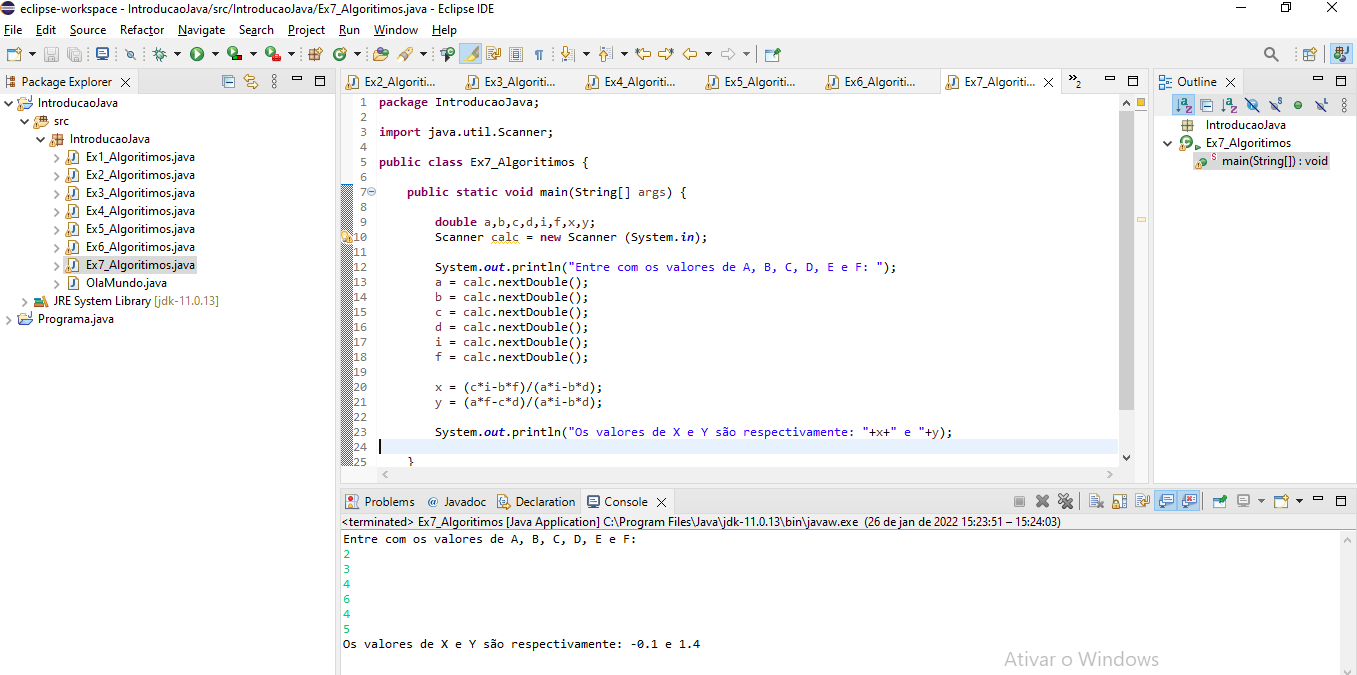 eclipse-workspace - IntroducaoJava/src/IntroducaoJava/Ex7_Algoritimos.java - Eclipse IDE
File Edit Source Refactor Navigate Search Project Run Window Help
Package Explorer
IntroducaoJava
src
IntroducaoJava
Ex1_Algoritimos.java
Ex2_Algoritimos.java
Ex3_Algoritimos.java
Ex4_Algoritimos.java
Ex5_Algoritimos.java
Ex6_Algoritimos.java
Ex7_Algoritimos.java
OlaMundo.java
JRE System Library [jdk-11.0.13]
Programa.java
Ex2_Algoriti... Ex3_Algoriti... Ex4_Algoriti... Ex5_Algoriti... Ex6_Algoriti... Ex7_Algoriti... »2
1 package IntroducaoJava;
2
3 import java.util.Scanner;
4
5 public class Ex7_Algoritimos {
6
7 public static void main(String[] args) {
8
9 double a,b,c,d,i,f,x,y;
10 Scanner calc = new Scanner (System.in);
11
12 System.out.println("Entre com os valores de A, B, C, D, E e F: ");
13 a = calc.nextDouble();
14 b = calc.nextDouble();
15 c = calc.nextDouble();
16 d = calc.nextDouble();
17 i = calc.nextDouble();
18 f = calc.nextDouble();
19
20 x = (c*i-b*f)/(a*i-b*d);
21 y = (a*f-c*d)/(a*i-b*d);
22
23 System.out.println("Os valores de X e Y são respectivamente: "+x+" e "+y);
24
25 }
Outline
IntroducaoJava
Ex7_Algoritimos
main(String[]) : void
Problems @ Javadoc Declaration Console
<terminated> Ex7_Algoritimos [Java Application] C:\Program Files\Java\jdk-11.0.13\bin\javaw.exe (26 de jan de 2022 15:23:51 – 15:24:03)
Entre com os valores de A, B, C, D, E e F:
2
3
4
6
4
5
Os valores de X e Y são respectivamente: -0.1 e 1.4
Ativar o Windows